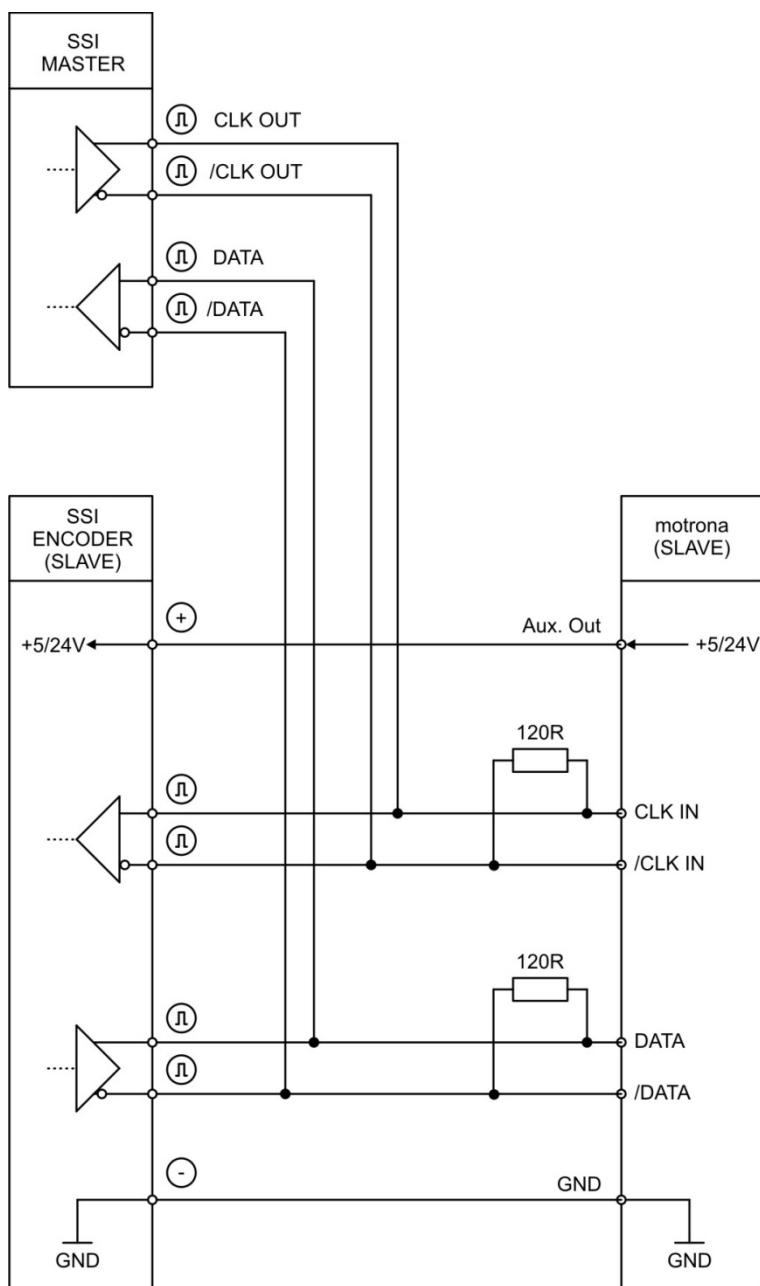 SSI
MASTER
CLK OUT
/CLK OUT
DATA
/DATA
SSI
ENCODER
(SLAVE)
motrona
(SLAVE)
+
Aux. Out
+5/24V
+5/24V
120R
CLK IN
/CLK IN
120R
DATA
/DATA
-
GND
GND
GND